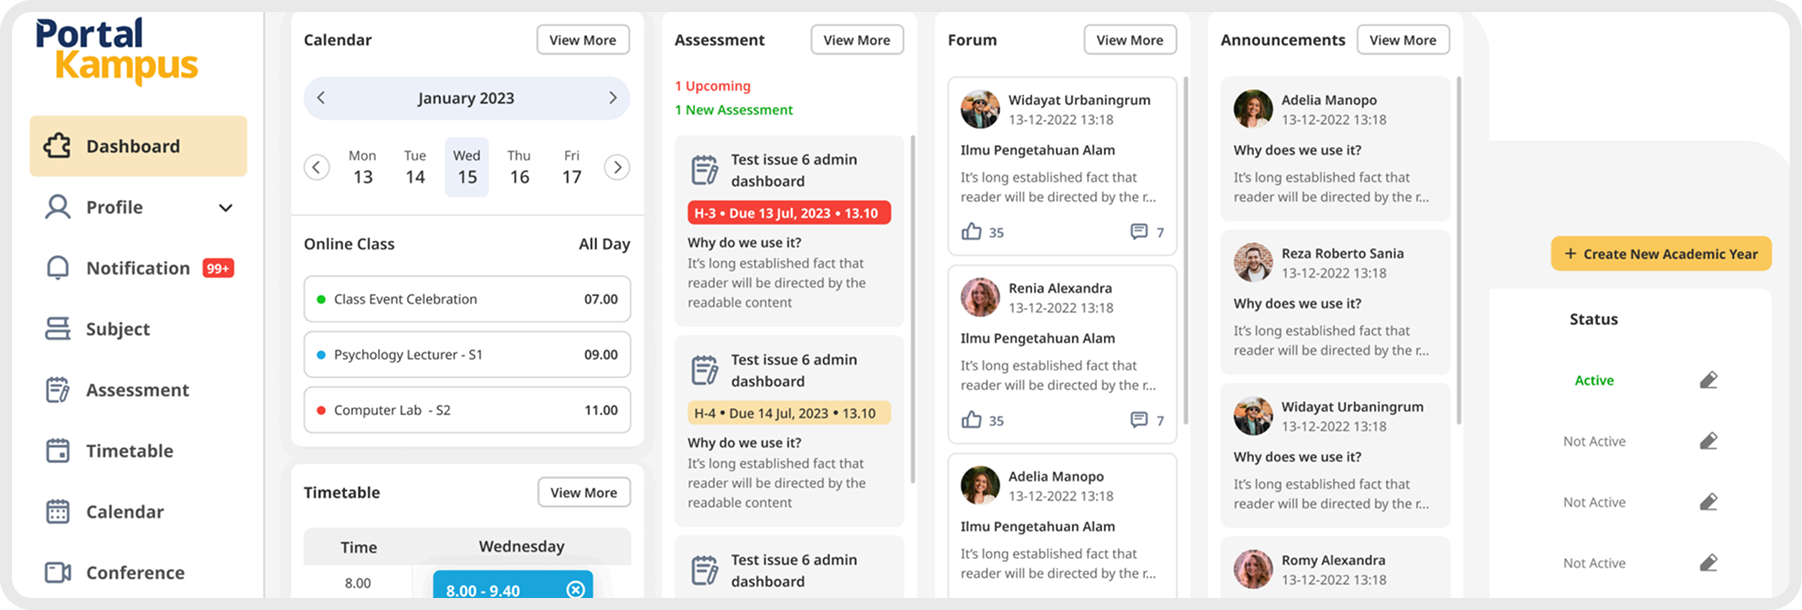 Portal
Kampus
Dashboard
Profile
Notification 99+
Subject
Assessment
Timetable
Calendar
Conference
Calendar View More
January 2023
Mon Tue Wed Thu Fri
13 14 15 16 17
Online Class All Day
Class Event Celebration 07.00
Psychology Lecturer - S1 09.00
Computer Lab - S2 11.00
Timetable View More
Time Wednesday
8.00
8.00 - 9.40
Assessment View More
1 Upcoming
1 New Assessment
Test issue 6 admin
dashboard
H-3 • Due 13 Jul, 2023 • 13.10
Why do we use it?
It's long established fact that
reader will be directed by the
readable content
Test issue 6 admin
dashboard
H-4 • Due 14 Jul, 2023 • 13.10
Why do we use it?
It's long established fact that
reader will be directed by the
readable content
Test issue 6 admin
dashboard
Forum View More
Widayat Urbaningrum
13-12-2022 13:18
Ilmu Pengetahuan Alam
It's long established fact that
reader will be directed by the r...
35 7
Renia Alexandra
13-12-2022 13:18
Ilmu Pengetahuan Alam
It's long established fact that
reader will be directed by the r...
35 7
Adelia Manopo
13-12-2022 13:18
Ilmu Pengetahuan Alam
It's long established fact that
reader will be directed by the r...
Announcements View More
Adelia Manopo
13-12-2022 13:18
Why does we use it?
It's long established fact that
reader will be directed by the r...
Reza Roberto Sania
13-12-2022 13:18
Why does we use it?
It's long established fact that
reader will be directed by the r...
Widayat Urbaningrum
13-12-2022 13:18
Why does we use it?
It's long established fact that
reader will be directed by the r...
Romy Alexandra
13-12-2022 13:18
+ Create New Academic Year
Status
Active
Not Active
Not Active
Not Active